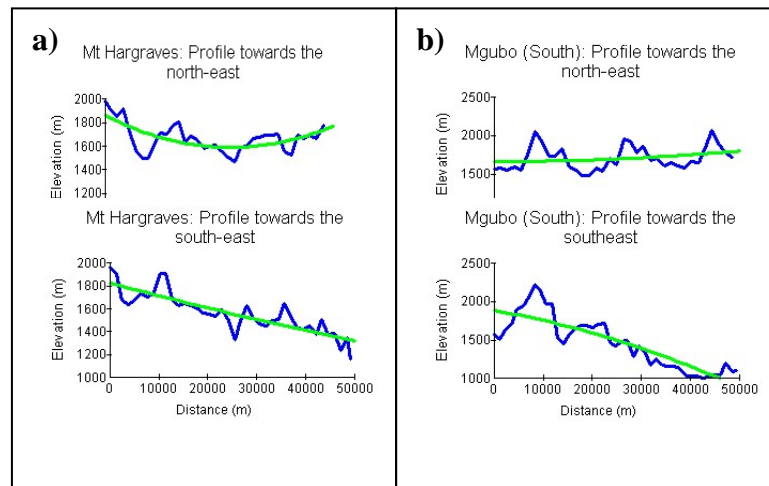 a)
Mt Hargraves: Profile towards the
north-east
Elevation (m)
2000
1800
1600
1400
1200
Mt Hargraves: Profile towards the
south-east
Elevation (m)
2000
1800
1600
1400
1200
1000
0 10000 20000 30000 40000 50000
Distance (m)
b)
Mgubo (South): Profile towards the
north-east
Elevation (m)
2500
2000
1500
Mgubo (South): Profile towards the
southeast
Elevation (m)
2500
2000
1500
1000
0 10000 20000 30000 40000 50000
Distance (m)